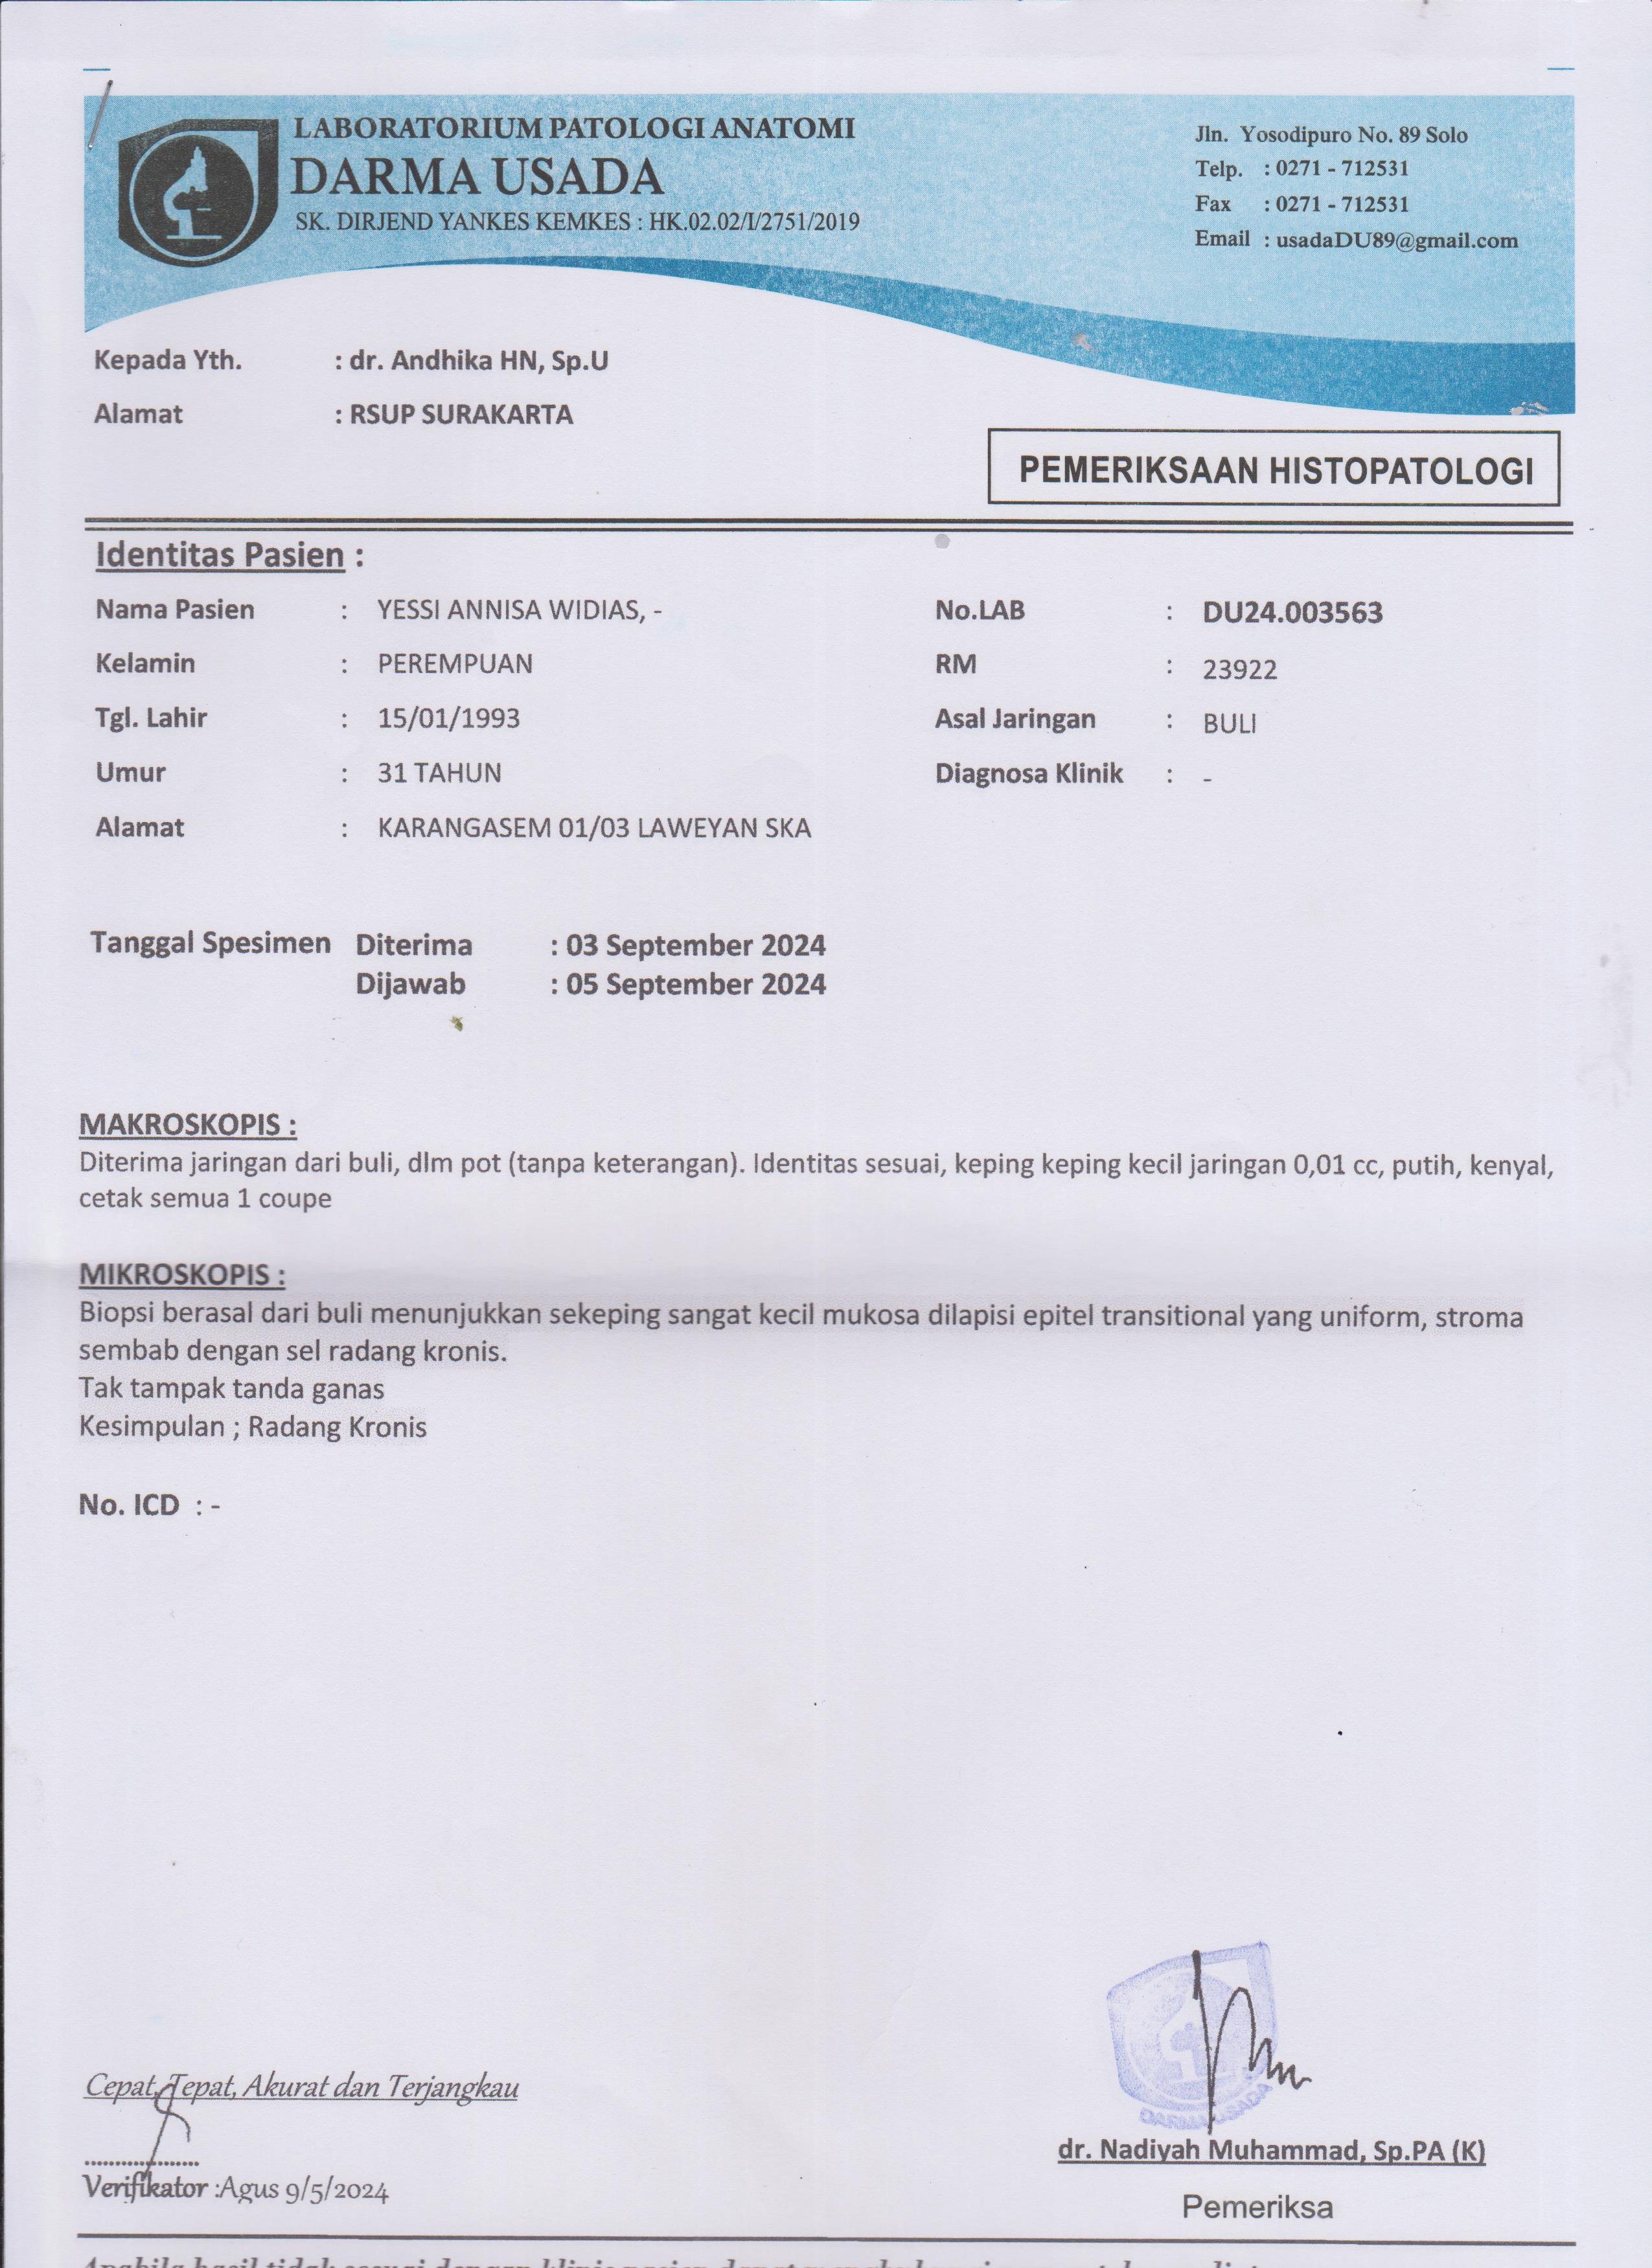 LABORATORIUM PATOLOGI ANATOMI
DARMA USADA
SK. DIRJEND YANKES KEMKES : HK.02.02/I/2751/2019
Jln. Yosodipuro No. 89 Solo
Telp. : 0271 - 712531
Fax : 0271 - 712531
Email : usadaDU89@gmail.com
Kepada Yth. : dr. Andhika HN, Sp.U
Alamat : RSUP SURAKARTA
PEMERIKSAAN HISTOPATOLOGI
Identitas Pasien :
Nama Pasien : YESSI ANNISA WIDIAS, - No.LAB : DU24.003563
Kelamin : PEREMPUAN RM : 23922
Tgl. Lahir : 15/01/1993 Asal Jaringan : BULI
Umur : 31 TAHUN Diagnosa Klinik : -
Alamat : KARANGASEM 01/03 LAWEYAN SKA
Tanggal Spesimen Diterima : 03 September 2024
Dijawab : 05 September 2024
MAKROSKOPIS :
Diterima jaringan dari buli, dlm pot (tanpa keterangan). Identitas sesuai, keping keping kecil jaringan 0,01 cc, putih, kenyal,
cetak semua 1 coupe
MIKROSKOPIS :
Biopsi berasal dari buli menunjukkan sekeping sangat kecil mukosa dilapisi epitel transitional yang uniform, stroma
sembab dengan sel radang kronis.
Tak tampak tanda ganas
Kesimpulan ; Radang Kronis
No. ICD : -
DARMA USADA
Cepat, Tepat, Akurat dan Terjangkau
dr. Nadiyah Muhammad, Sp.PA (K)
....................
Verifikator :Agus 9/5/2024
Pemeriksa